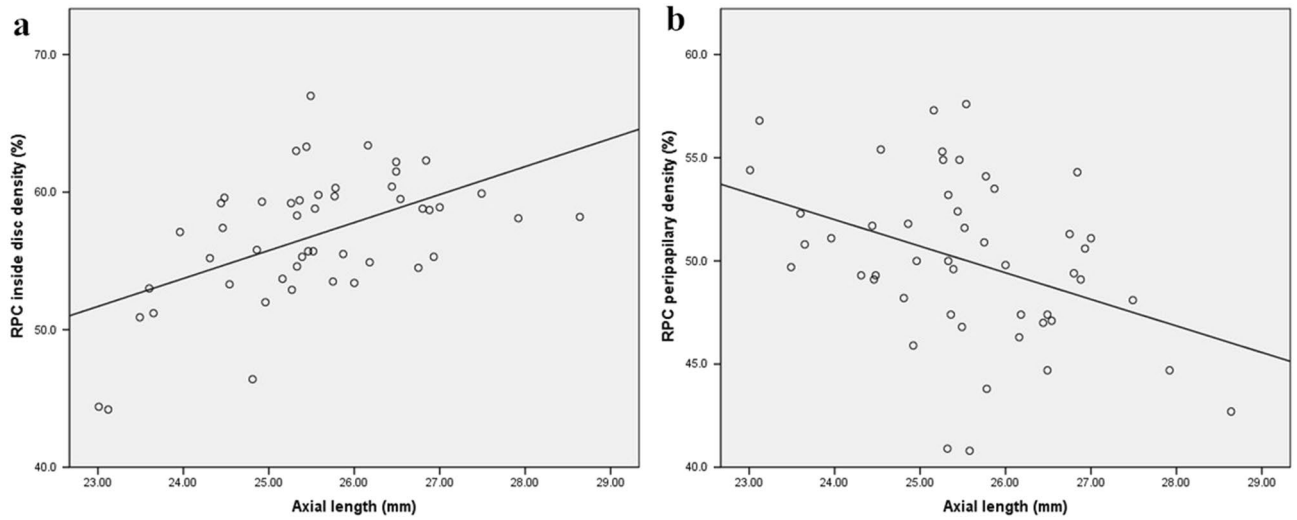 a
RPC inside disc density (%)
70.0
60.0
50.0
40.0
23.00 24.00 25.00 26.00 27.00 28.00 29.00
Axial length (mm)
b
RPC peripapilary density (%)
60.0
55.0
50.0
45.0
40.0
23.00 24.00 25.00 26.00 27.00 28.00 29.00
Axial length (mm)